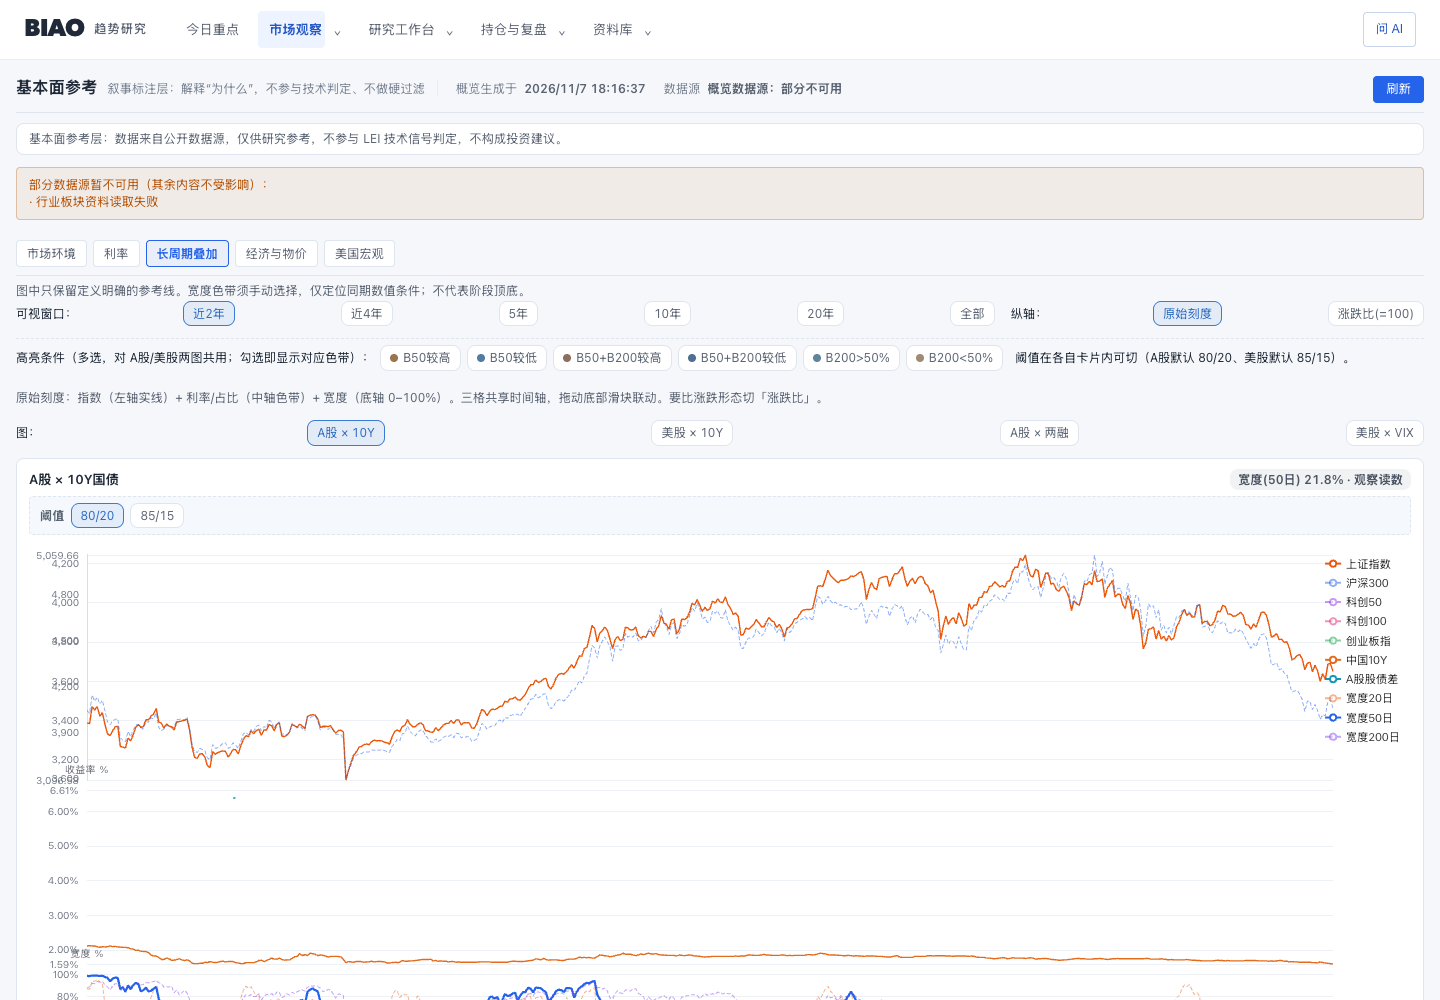 BIAO 趋势研究 今日重点 市场观察 研究工作台 持仓与复盘 资料库 问 AI
基本面参考 叙事标注层：解释“为什么”，不参与技术判定、不做硬过滤 概览生成于 2026/11/7 18:16:37 数据源 概览数据源：部分不可用 刷新
基本面参考层：数据来自公开数据源，仅供研究参考，不参与 LEI 技术信号判定，不构成投资建议。
部分数据源暂不可用（其余内容不受影响）：
· 行业板块资料读取失败
市场环境 利率 长周期叠加 经济与物价 美国宏观
图中只保留定义明确的参考线。宽度色带须手动选择，仅定位同期数值条件；不代表阶段顶底。
可视窗口： 近2年 近4年 5年 10年 20年 全部 纵轴： 原始刻度 涨跌比(=100)
高亮条件（多选，对 A股/美股两图共用；勾选即显示对应色带）： B50较高 B50较低 B50+B200较高 B50+B200较低 B200>50% B200<50% 阈值在各自卡片内可切（A股默认 80/20、美股默认 85/15）。
原始刻度：指数（左轴实线）+ 利率/占比（中轴色带）+ 宽度（底轴 0–100%）。三格共享时间轴，拖动底部滑块联动。要比涨跌形态切「涨跌比」。
图： A股 × 10Y 美股 × 10Y A股 × 两融 美股 × VIX
A股 × 10Y国债 宽度(50日) 21.8% · 观察读数
阈值 80/20 85/15
5,059.66
4,200
4,800
4,000
4,500
3,600
4,200
3,400
3,900
3,200
收益率 %
3,600
6.61%
6.00%
5.00%
4.00%
3.00%
2.00%
宽度 %
1.59%
100%
80%
上证指数
沪深300
科创50
科创100
创业板指
中国10Y
A股股债差
宽度20日
宽度50日
宽度200日